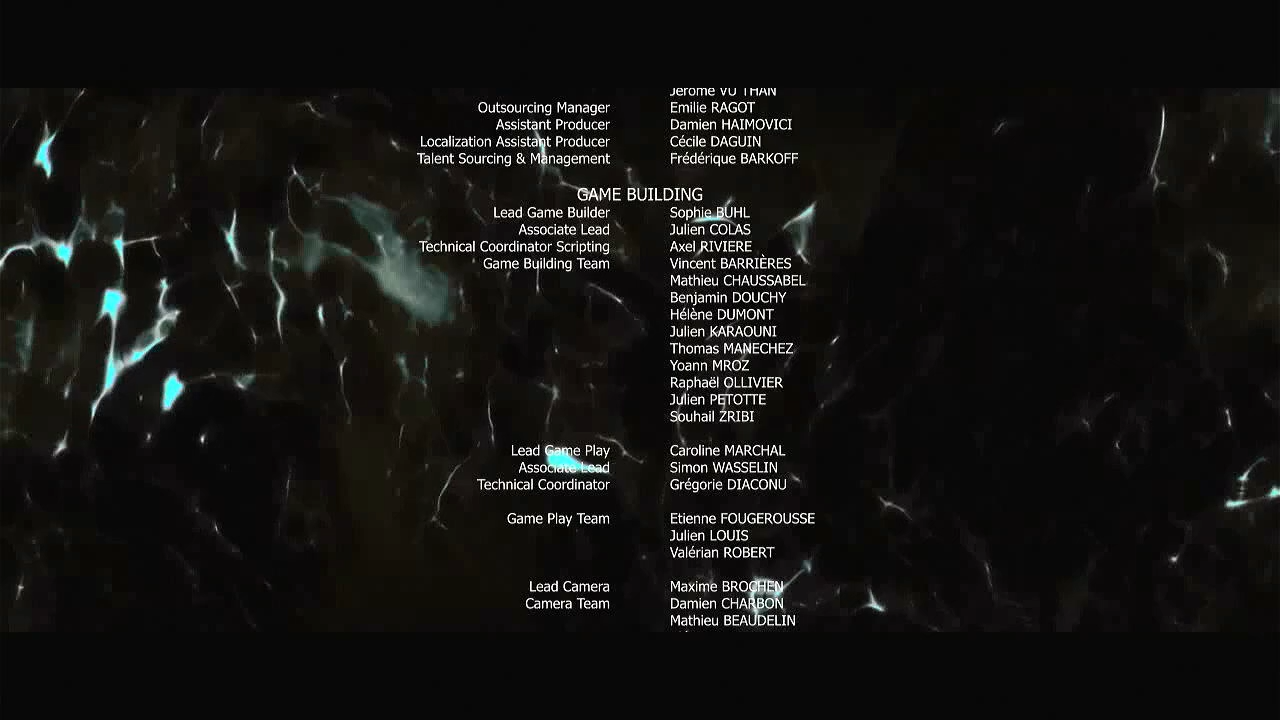 Jerome VU THAN
Outsourcing Manager Emilie RAGOT
Assistant Producer Damien HAIMOVICI
Localization Assistant Producer Cécile DAGUIN
Talent Sourcing & Management Frédérique BARKOFF
GAME BUILDING
Lead Game Builder Sophie BUHL
Associate Lead Julien COLAS
Technical Coordinator Scripting Axel RIVIERE
Game Building Team Vincent BARRIÈRES
Mathieu CHAUSSABEL
Benjamin DOUCHY
Hélène DUMONT
Julien KARAOUNI
Thomas MANECHEZ
Yoann MROZ
Raphaël OLLIVIER
Julien PETOTTE
Souhail ZRIBI
Lead Game Play Caroline MARCHAL
Associate Lead Simon WASSELIN
Technical Coordinator Grégorie DIACONU
Game Play Team Etienne FOUGEROUSSE
Julien LOUIS
Valérian ROBERT
Lead Camera Maxime BROCHEN
Camera Team Damien CHARBON
Mathieu BEAUDELIN